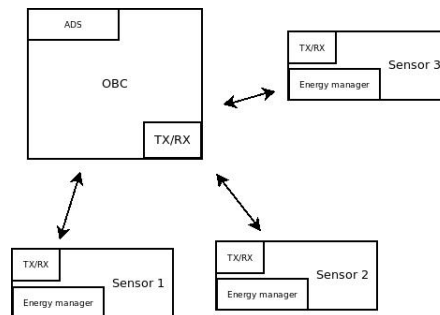 ADS
OBC
TX/RX
TX/RX
Sensor 3
Energy manager
TX/RX
Sensor 1
Energy manager
TX/RX
Sensor 2
Energy manager